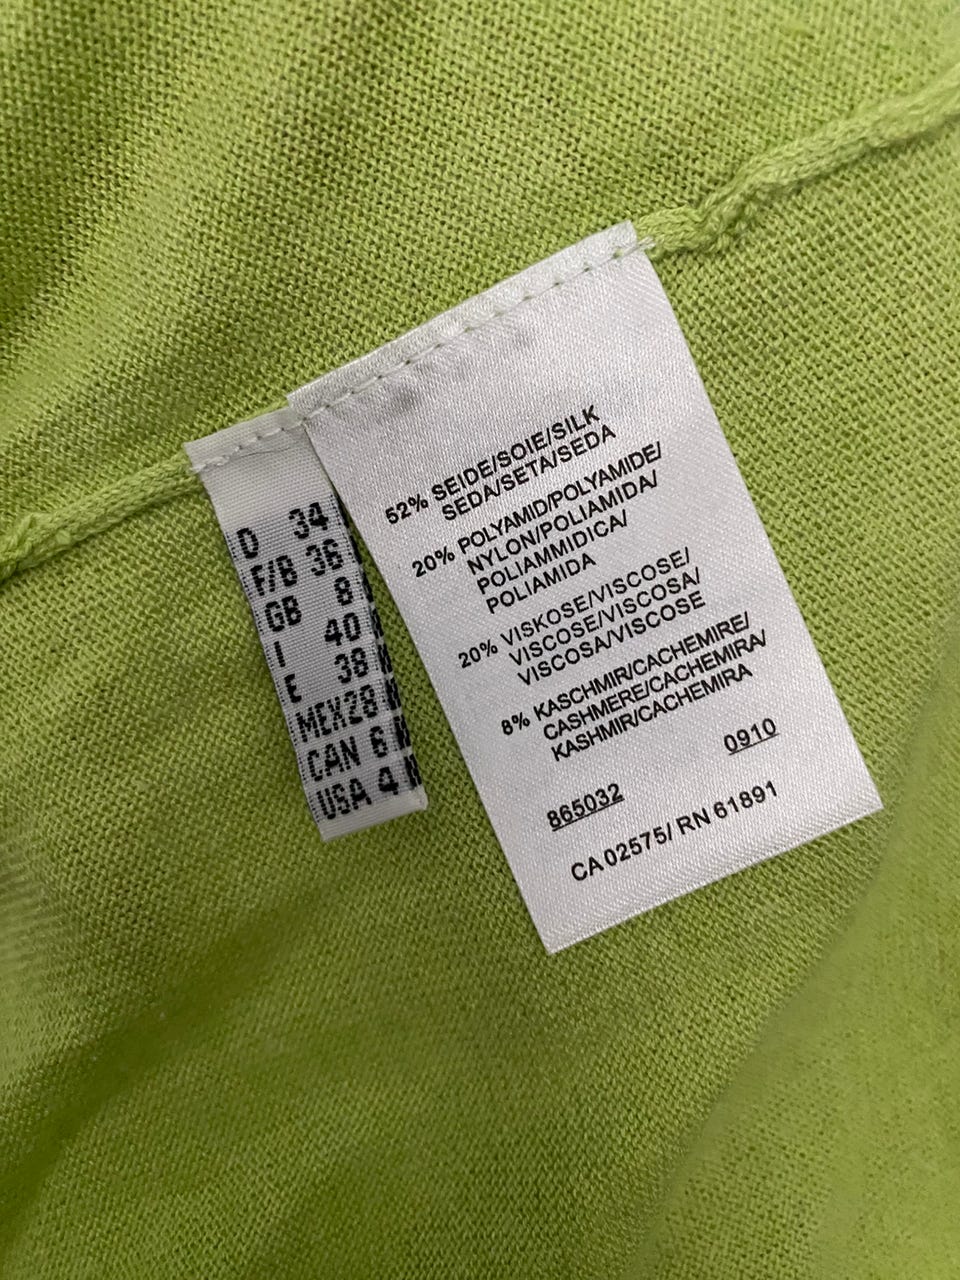 D 34
F/B 36
GB 8
I 40
E 38
MEX28
CAN 6
USA 4
52% SEIDE/SOIE/SILK
SEDA/SETA/SEDA
20% POLYAMID/POLYAMIDE/
NYLON/POLIAMIDA/
POLIAMMIDICA/
POLIAMIDA
20% VISKOSE/VISCOSE/
VISCOSE/VISCOSA/
VISCOSA/VISCOSE
8% KASCHMIR/CACHEMIRE/
CASHMERE/CACHEMIRA/
KASHMIR/CACHEMIRA
0910
865032
CA 02575/ RN 61891